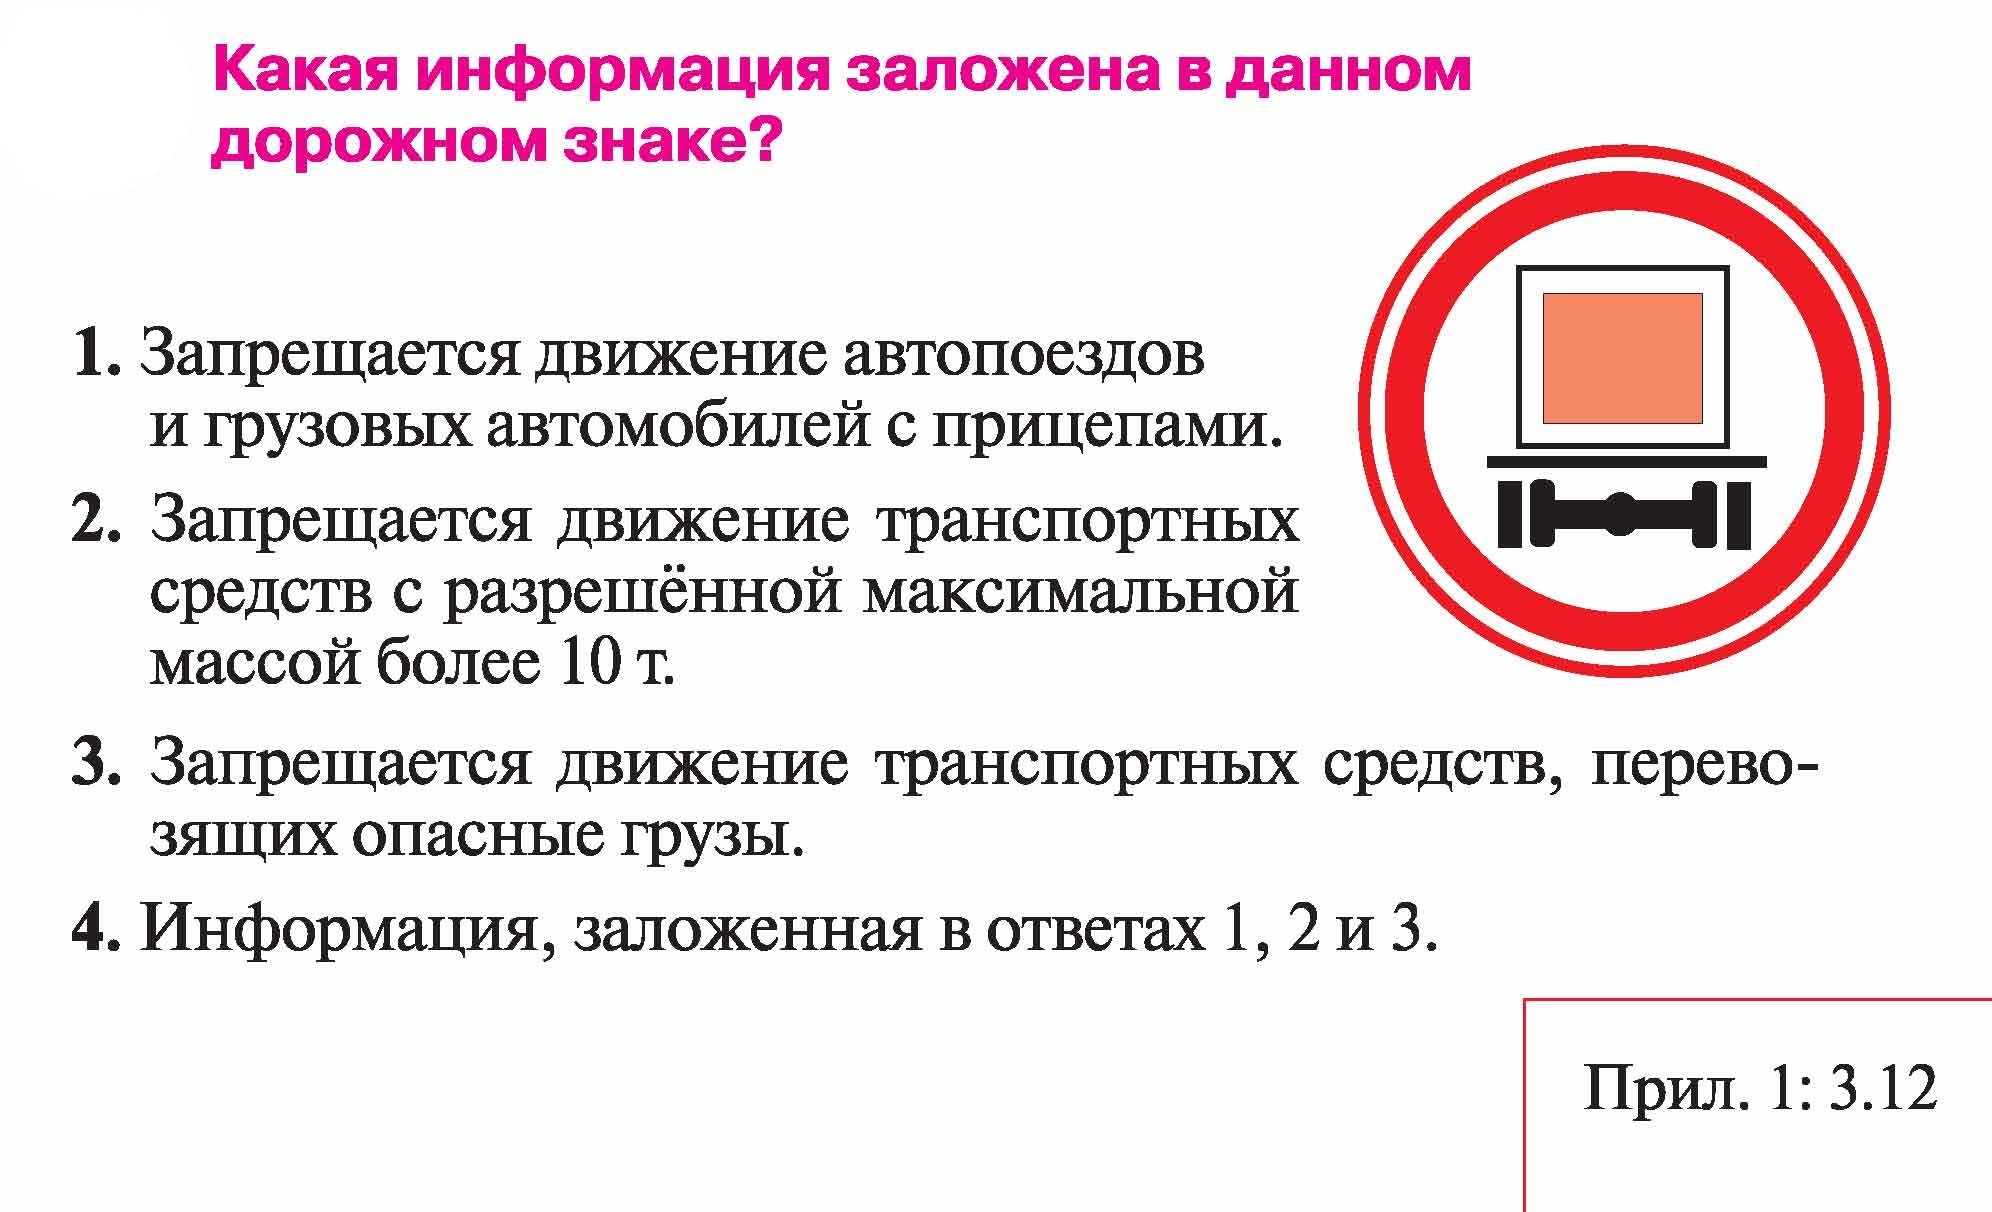 Какая информация заложена в данном
дорожном знаке?
1. Запрещается движение автопоездов
и грузовых автомобилей с прицепами.
2. Запрещается движение транспортных
средств с разрешённой максимальной
массой более 10 т.
3. Запрещается движение транспортных средств, перево-
зящих опасные грузы.
4. Информация, заложенная в ответах 1, 2 и 3.
Прил. 1: 3.12